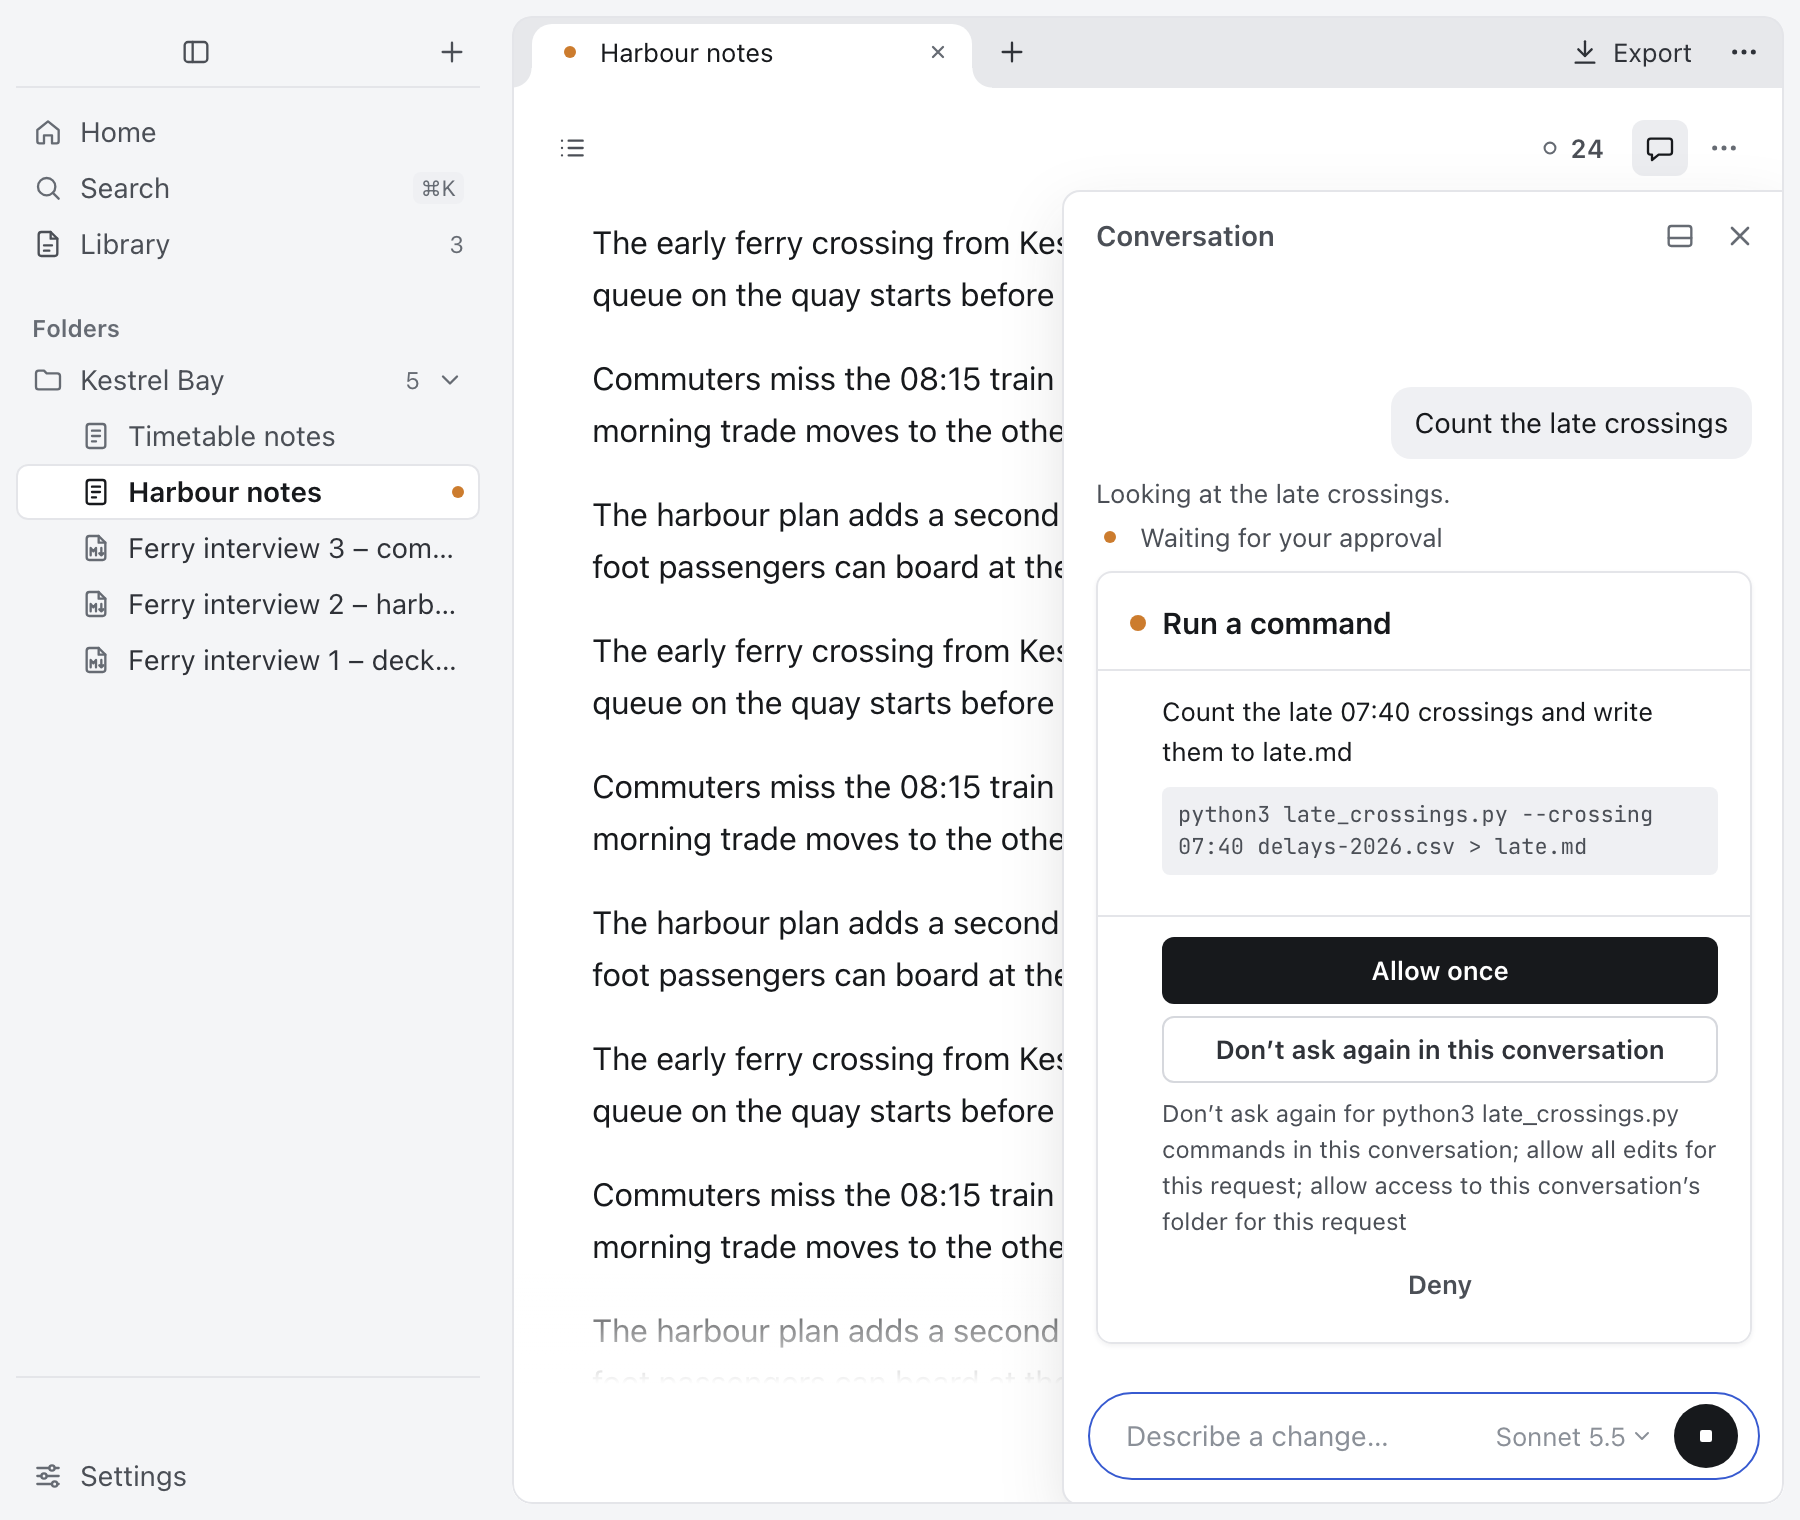 Home
Search ⌘K
Library 3
Folders
Kestrel Bay 5
Timetable notes
Harbour notes
Ferry interview 3 – com…
Ferry interview 2 – harb…
Ferry interview 1 – deck…
Settings
Harbour notes
Export
24
The early ferry crossing from Kes
queue on the quay starts before
Commuters miss the 08:15 train
morning trade moves to the othe
The harbour plan adds a second
foot passengers can board at the
The early ferry crossing from Kes
queue on the quay starts before
Commuters miss the 08:15 train
morning trade moves to the othe
The harbour plan adds a second
foot passengers can board at the
The early ferry crossing from Kes
queue on the quay starts before
Commuters miss the 08:15 train
morning trade moves to the othe
The harbour plan adds a second
foot passengers can board at the
Conversation
Count the late crossings
Looking at the late crossings.
Waiting for your approval
Run a command
Count the late 07:40 crossings and write
them to late.md
python3 late_crossings.py --crossing
07:40 delays-2026.csv > late.md
Allow once
Don’t ask again in this conversation
Don’t ask again for python3 late_crossings.py
commands in this conversation; allow all edits for
this request; allow access to this conversation’s
folder for this request
Deny
Describe a change… Sonnet 5.5